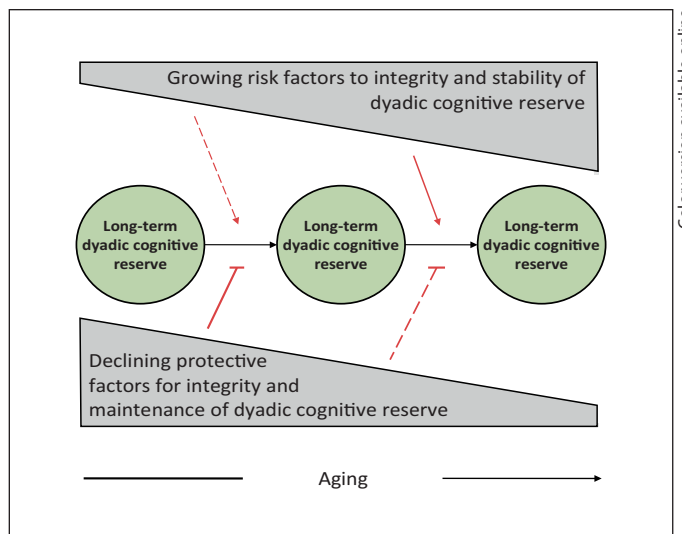 Growing risk factors to integrity and stability of
dyadic cognitive reserve
Long-term
dyadic cognitive
reserve
Long-term
dyadic cognitive
reserve
Long-term
dyadic cognitive
reserve
Declining protective
factors for integrity and
maintenance of dyadic cognitive reserve
Aging